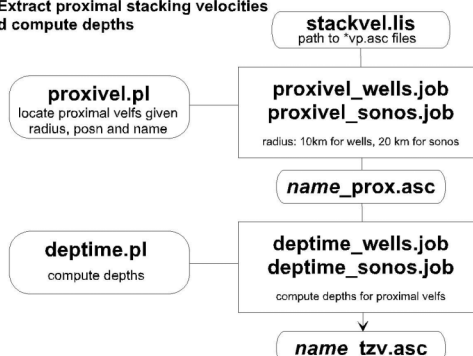 Extract proximal stacking velocities
d compute depths
stackvel.lis
path to *vp.asc files
proxivel.pl
locate proximal velfs given
radius, posn and name
proxivel_wells.job
proxivel_sonos.job
radius: 10km for wells, 20 km for sonos
name_prox.asc
deptime.pl
compute depths
deptime_wells.job
deptime_sonos.job
compute depths for proximal velfs
name_tzv.asc